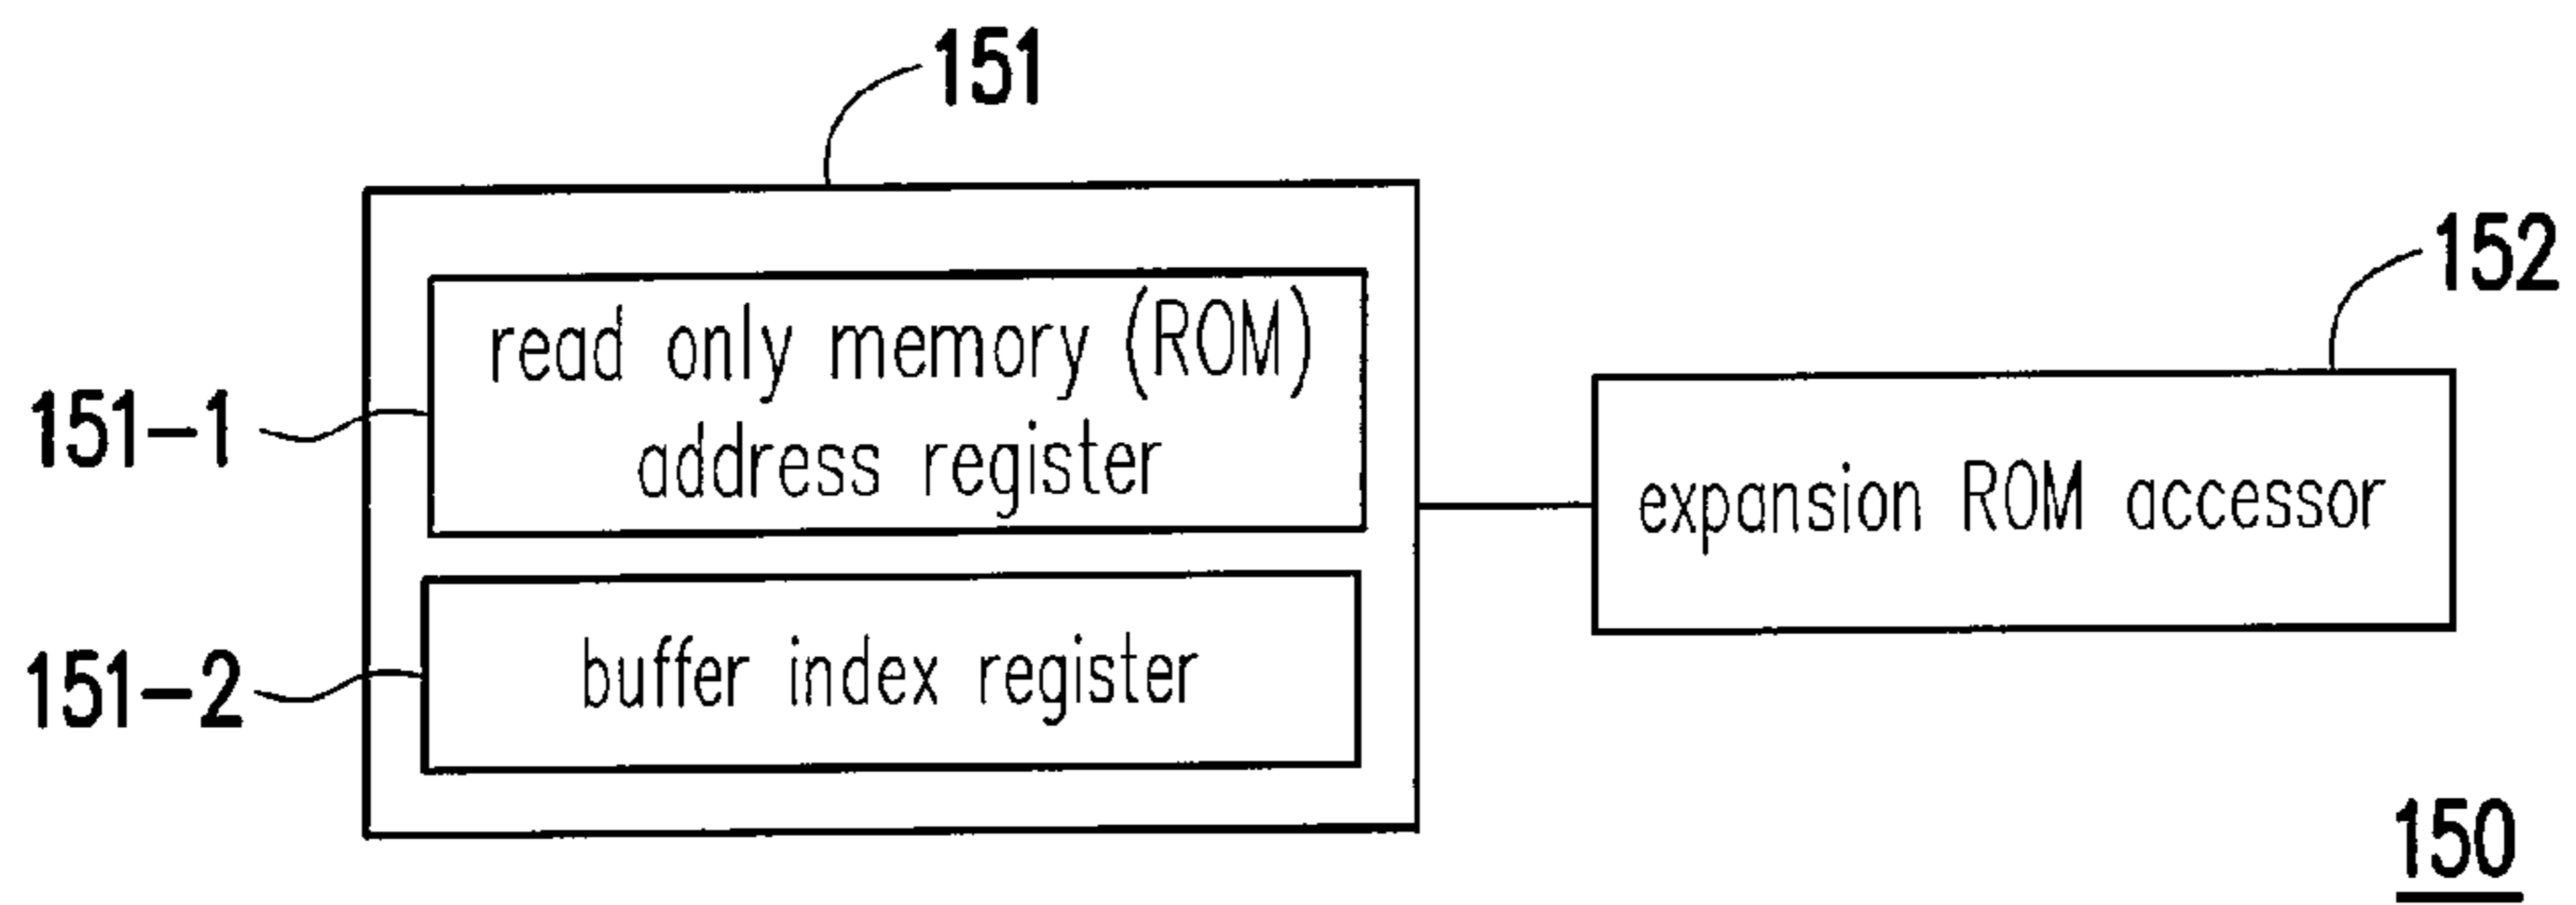 151
152
read only memory (ROM)
address register
151-1
expansion ROM accessor
buffer index register
151-2
150